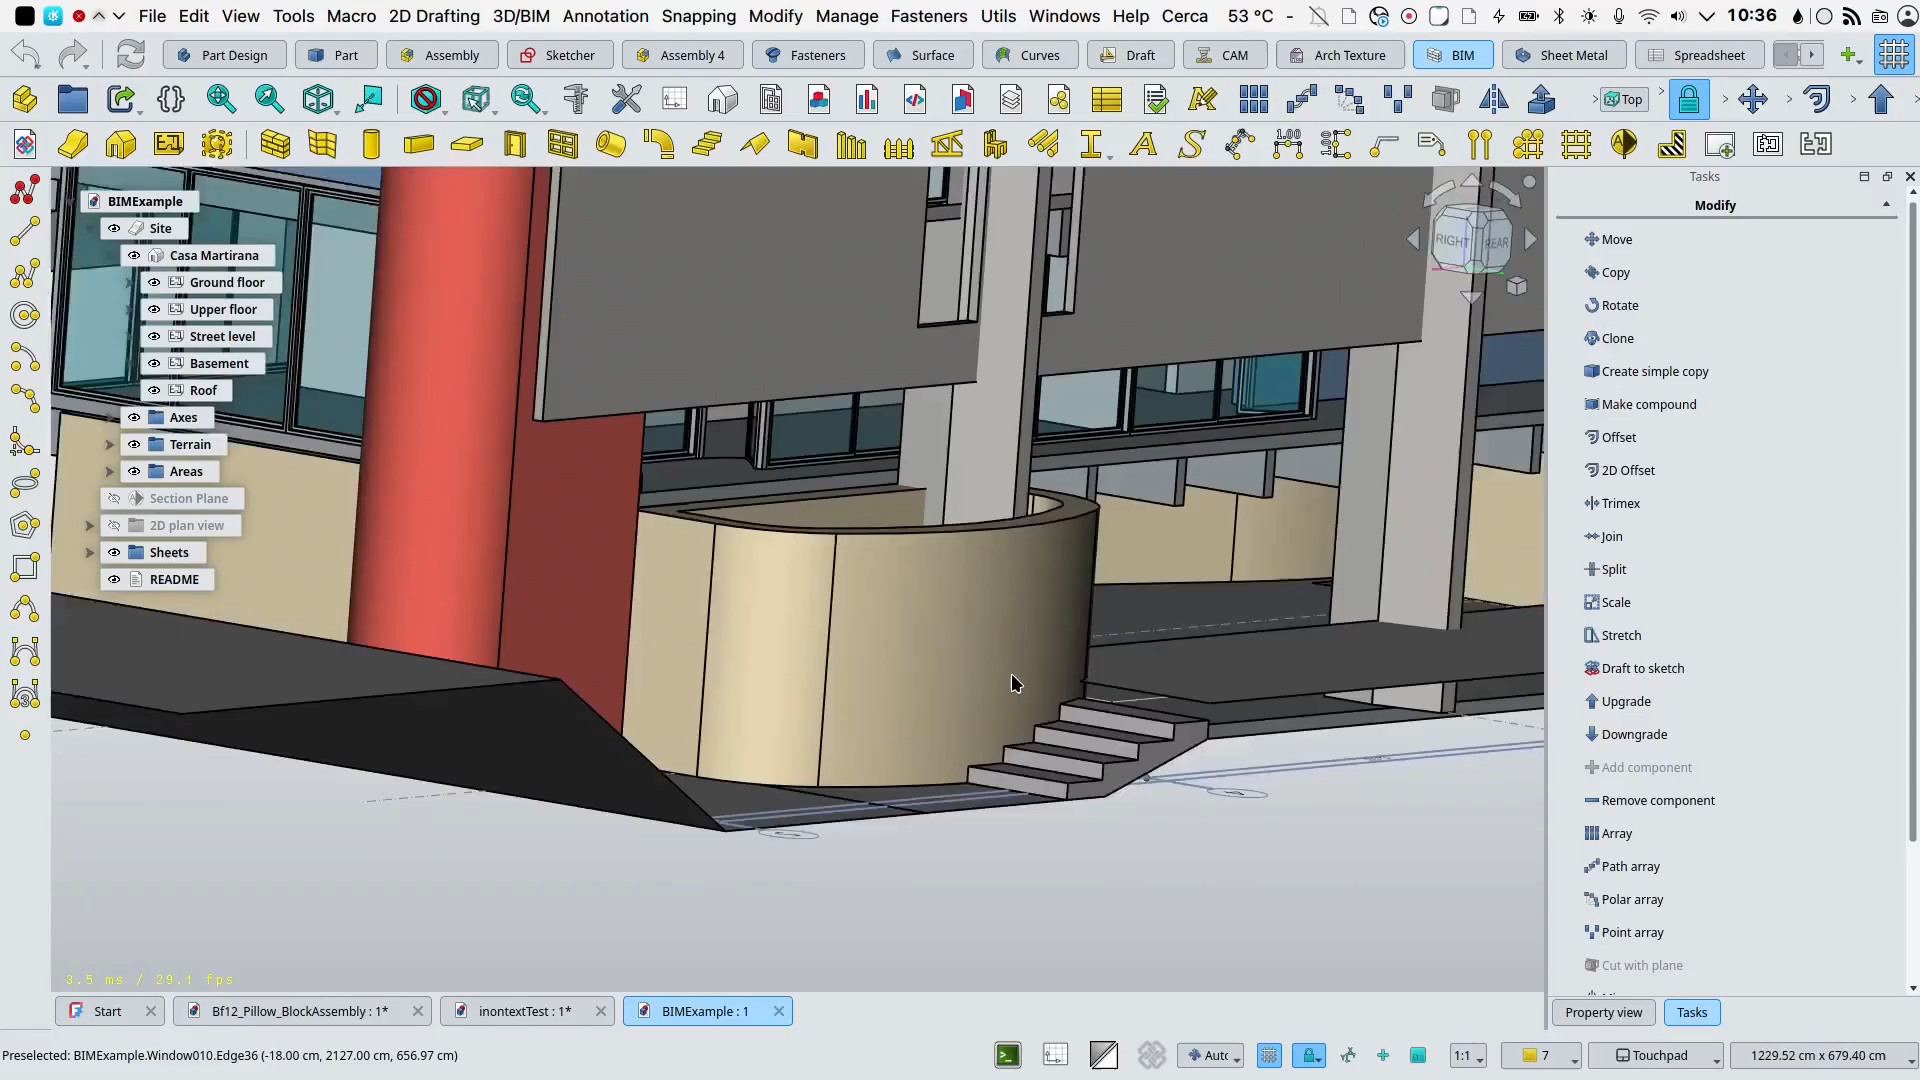 File Edit View Tools Macro 2D Drafting 3D/BIM Annotation Snapping Modify Manage Fasteners Utils Windows Help Cerca 53 °C - 10:36
Part Design Part Assembly Sketcher Assembly 4 Fasteners Surface Curves Draft CAM Arch Texture BIM Sheet Metal Spreadsheet
Top
1.00
Tasks
Modify
BIMExample
Site
Casa Martirana
Ground floor
Upper floor
Street level
Basement
Roof
Axes
Terrain
Areas
Section Plane
2D plan view
Sheets
README
RIGHT REAR
Move
Copy
Rotate
Clone
Create simple copy
Make compound
Offset
2D Offset
Trimex
Join
Split
Scale
Stretch
Draft to sketch
Upgrade
Downgrade
Add component
Remove component
Array
Path array
Polar array
Point array
Cut with plane
3.5 ms / 29.1 fps
Start Bf12_Pillow_BlockAssembly : 1* inontextTest : 1* BIMExample : 1
Property view Tasks
Preselected: BIMExample.Window010.Edge36 (-18.00 cm, 2127.00 cm, 656.97 cm)
Auto 1:1 7 Touchpad 1229.52 cm x 679.40 cm